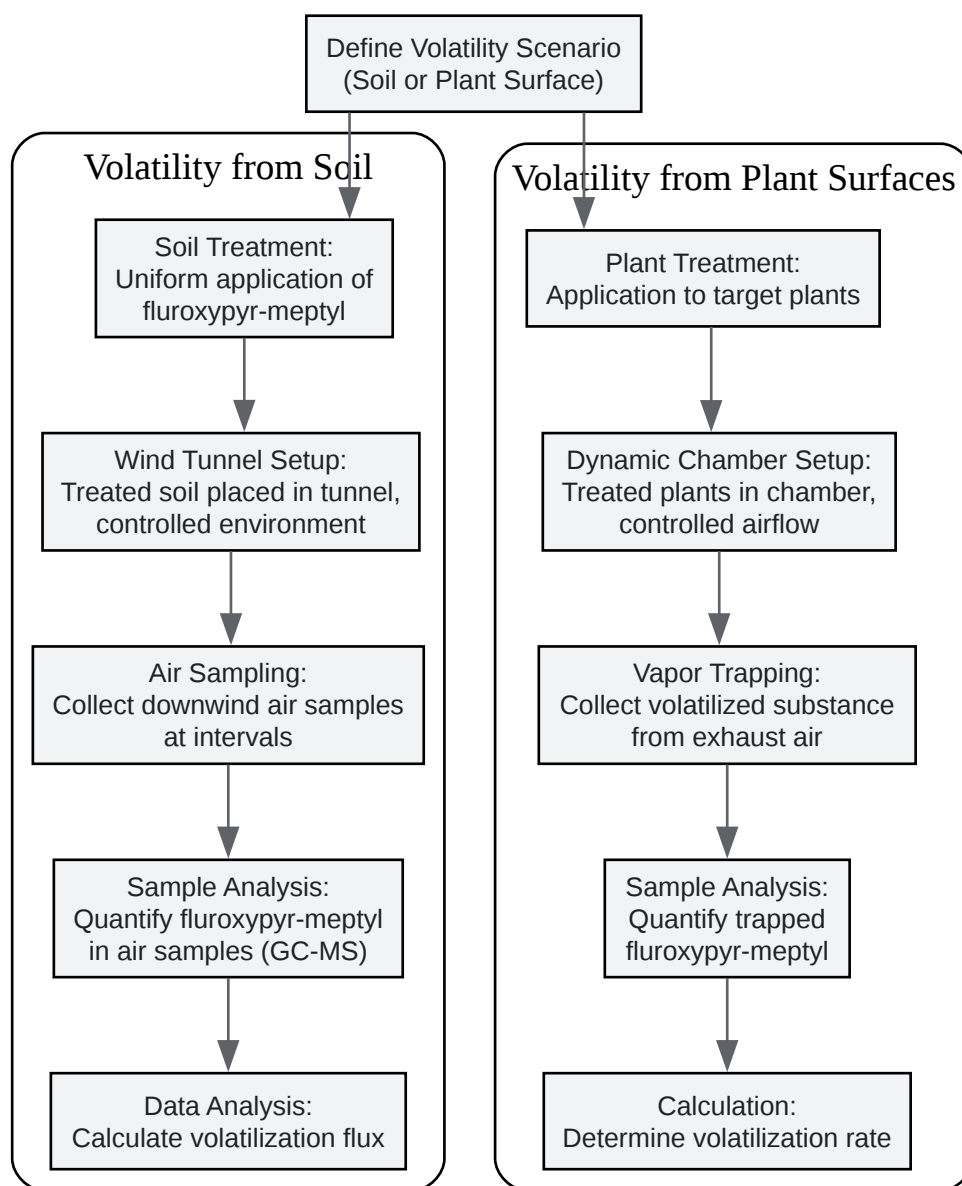 Define Volatility Scenario
(Soil or Plant Surface)
Volatility from Soil
Soil Treatment:
Uniform application of
fluroxypyr-meptyl
Wind Tunnel Setup:
Treated soil placed in tunnel,
controlled environment
Air Sampling:
Collect downwind air samples
at intervals
Sample Analysis:
Quantify fluroxypyr-meptyl
in air samples (GC-MS)
Data Analysis:
Calculate volatilization flux
Volatility from Plant Surfaces
Plant Treatment:
Application to target plants
Dynamic Chamber Setup:
Treated plants in chamber,
controlled airflow
Vapor Trapping:
Collect volatilized substance
from exhaust air
Sample Analysis:
Quantify trapped
fluroxypyr-meptyl
Calculation:
Determine volatilization rate